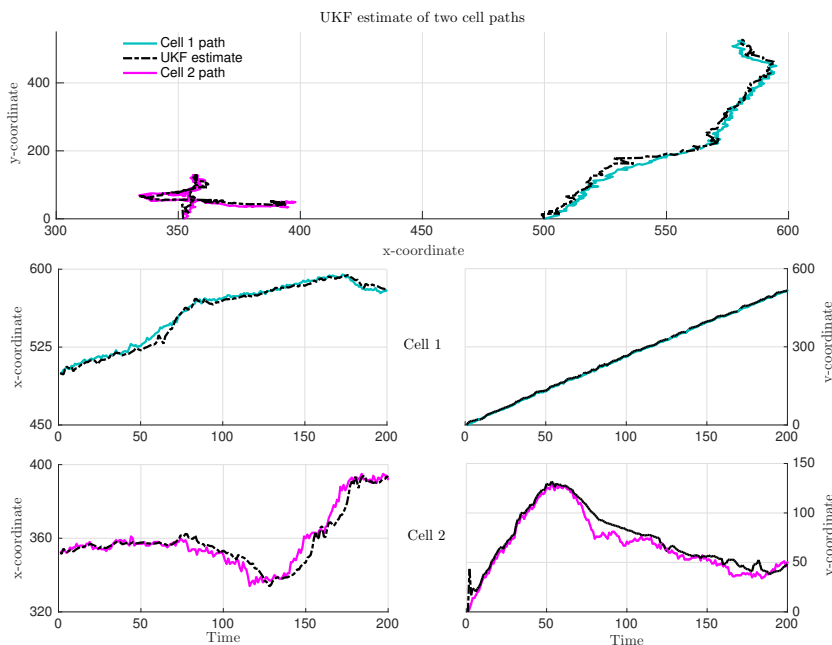 UKF estimate of two cell paths
Cell 1 path
UKF estimate
Cell 2 path
y-coordinate
400
200
0
300 350 400 450 500 550 600
x-coordinate
x-coordinate
600
525
450
0 50 100 150 200
Cell 1
600
300
0
y-coordinate
0 50 100 150 200
x-coordinate
400
360
320
0 50 100 150 200
Time
Cell 2
150
100
50
0
y-coordinate
0 50 100 150 200
Time